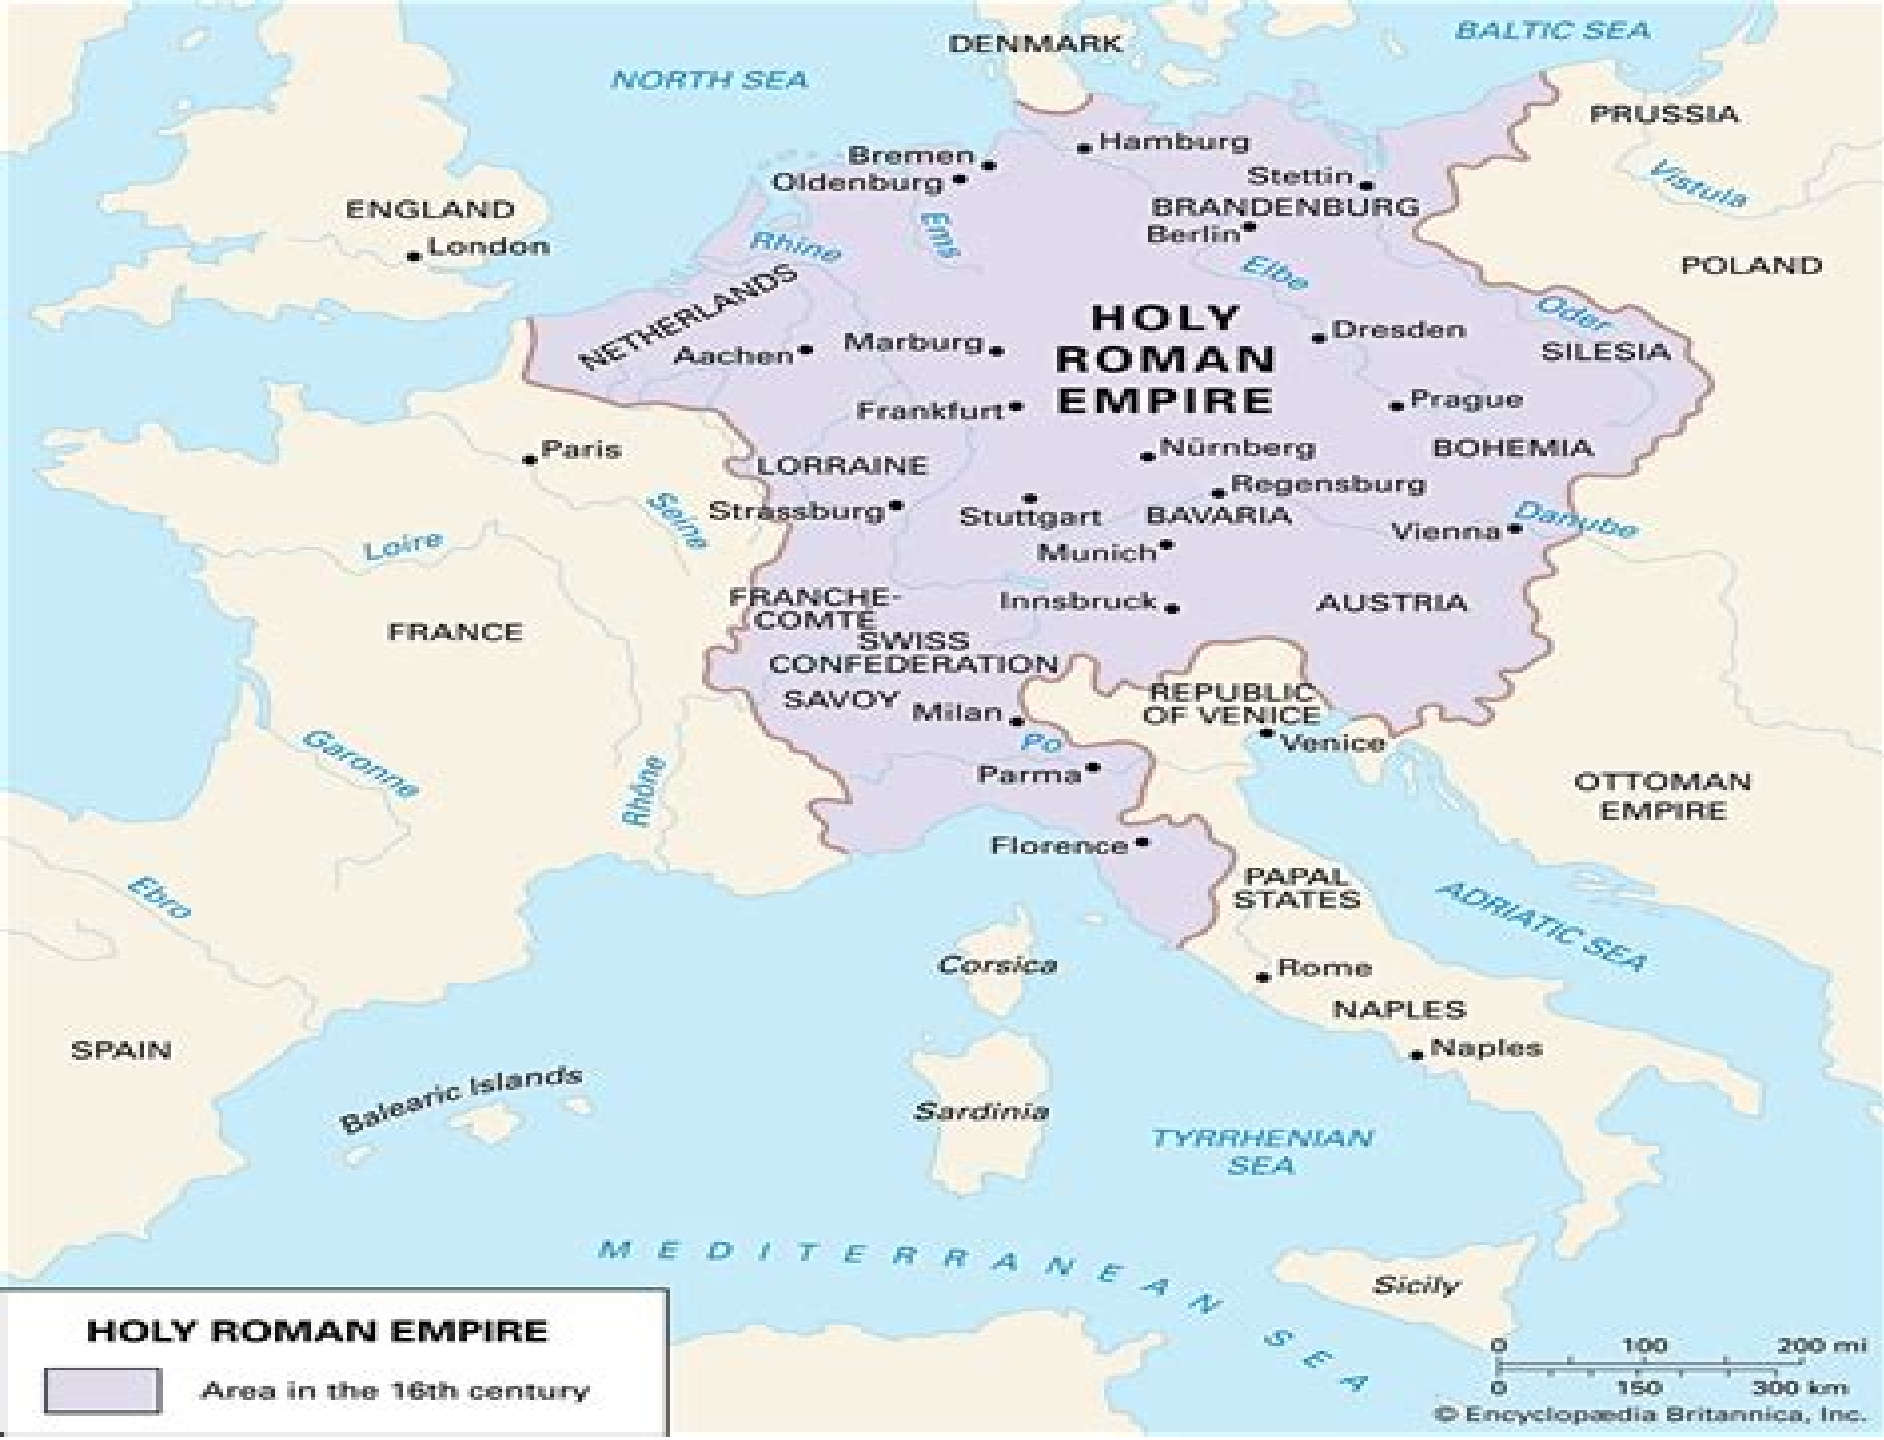 DENMARK
BALTIC SEA
NORTH SEA
PRUSSIA
Hamburg
Bremen
Oldenburg
Stettin
Vistula
ENGLAND
London
BRANDENBURG
Berlin
Ems
Rhine
Elbe
POLAND
NETHERLANDS
HOLY
ROMAN
EMPIRE
Oder
SILESIA
Dresden
Aachen
Marburg
Frankfurt
Prague
Paris
LORRAINE
Nürnberg
BOHEMIA
Regensburg
Seine
Strassburg
Stuttgart
BAVARIA
Danube
Vienna
Loire
Munich
FRANCHE-
COMTÉ
Innsbruck
AUSTRIA
FRANCE
SWISS
CONFEDERATION
SAVOY
Milan
REPUBLIC
OF VENICE
Venice
Po
Garonne
Rhône
Parma
OTTOMAN
EMPIRE
Florence
PAPAL
STATES
Ebro
ADRIATIC SEA
Corsica
Rome
NAPLES
Naples
SPAIN
Balearic Islands
Sardinia
TYRRHENIAN
SEA
MEDITERRANEAN SEA
Sicily
HOLY ROMAN EMPIRE
Area in the 16th century
0 100 200 mi
0 150 300 km
© Encyclopædia Britannica, Inc.